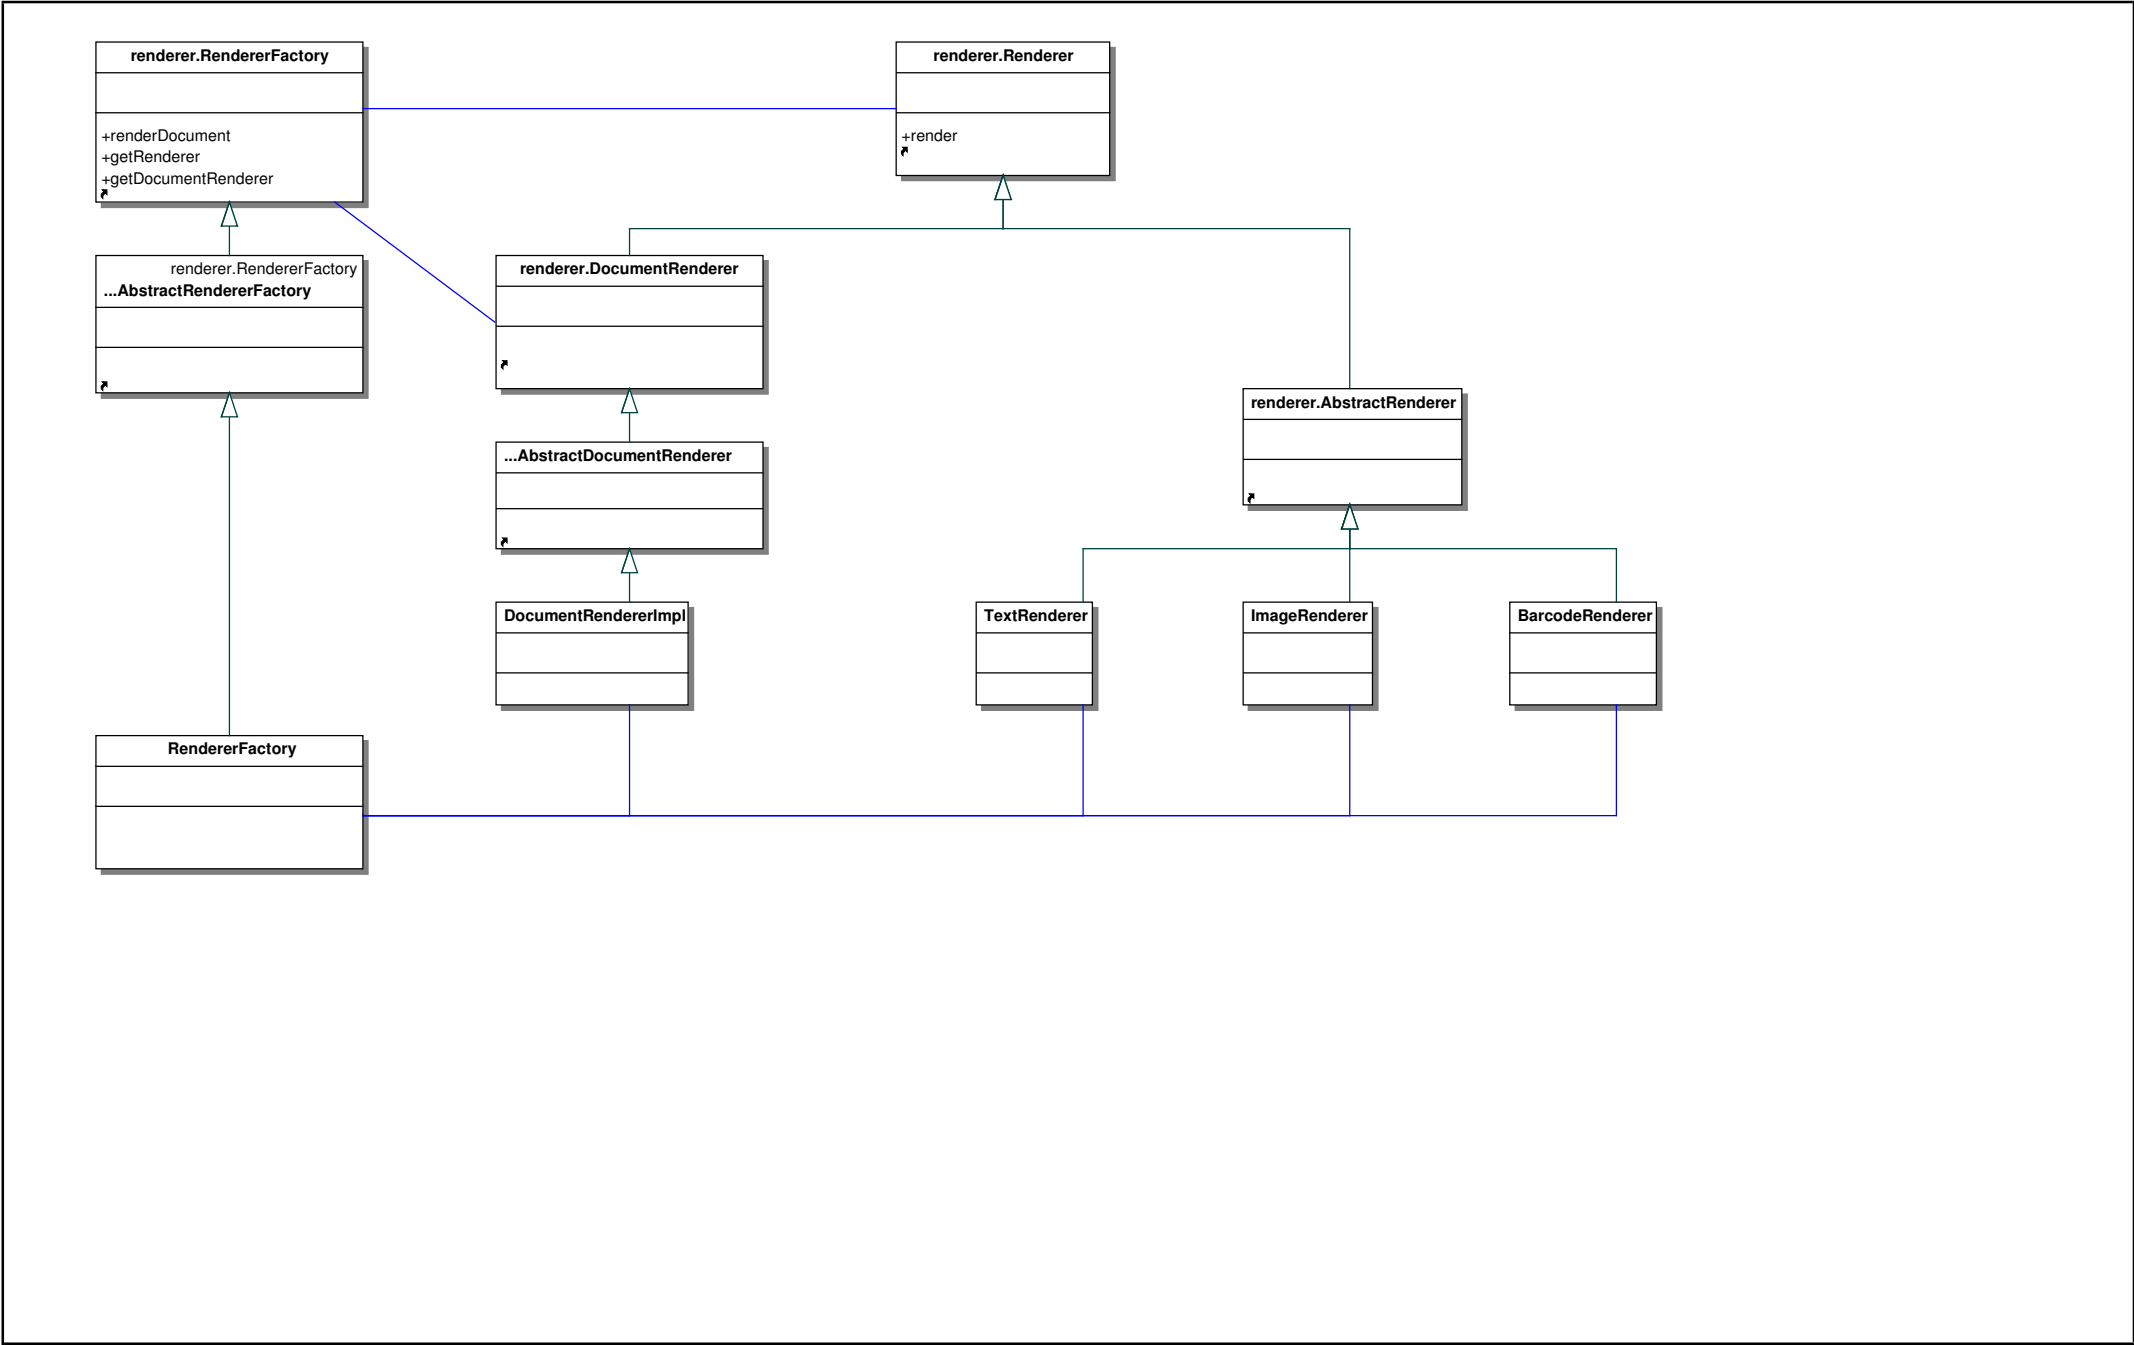 renderer.RendererFactory
+renderDocument
+getRenderer
+getDocumentRenderer
renderer.Renderer
+render
renderer.RendererFactory
...AbstractRendererFactory
renderer.DocumentRenderer
renderer.AbstractRenderer
...AbstractDocumentRenderer
DocumentRendererImpl
TextRenderer
ImageRenderer
BarcodeRenderer
RendererFactory